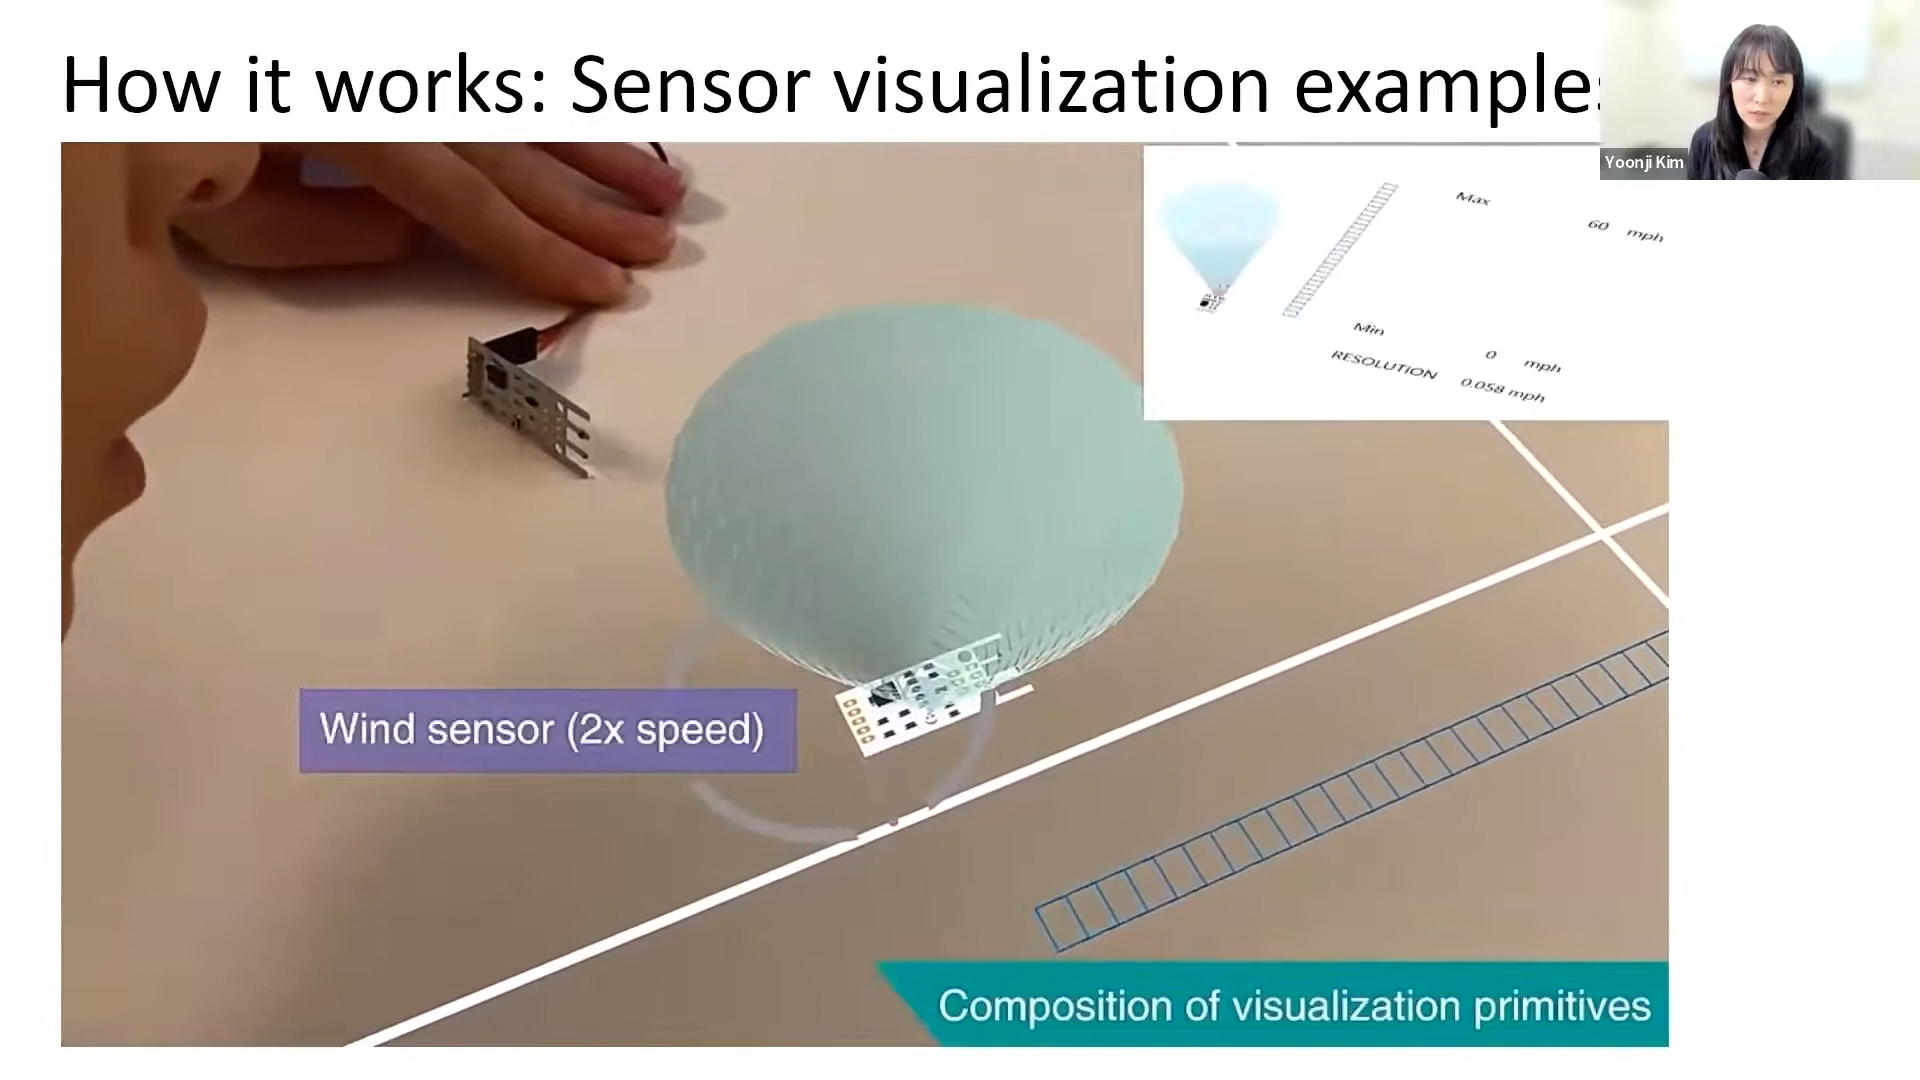 How it works: Sensor visualization example
Yoonji Kim
Max
60 mph
Min
0 mph
RESOLUTION 0.058 mph
Wind sensor (2x speed)
Composition of visualization primitives